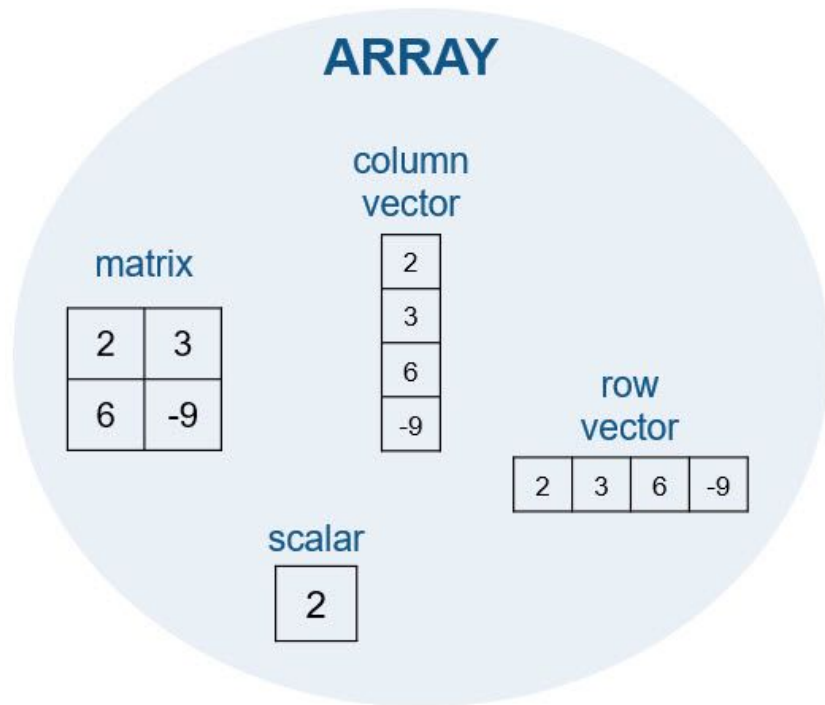 ARRAY
column
vector
2
3
6
-9
matrix
2 3
6 -9
row
vector
2 3 6 -9
scalar
2